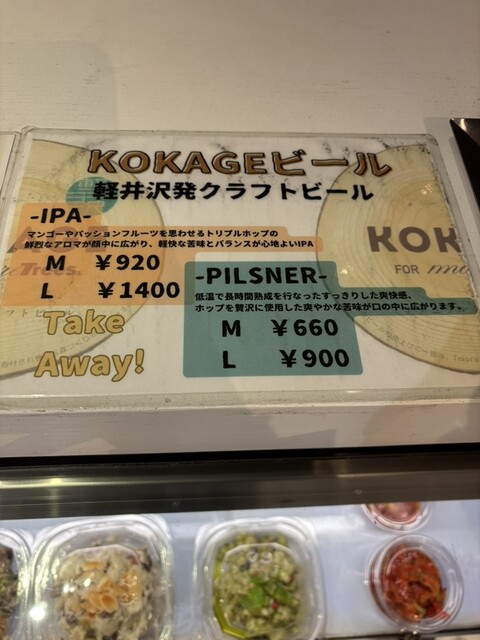 KOKAGEビール
軽井沢発クラフトビール
-IPA-
マンゴーやパッションフルーツを思わせるトリプルホップの
鮮烈なアロマが顔中に広がり、軽快な苦味とバランスが心地よいIPA
M ¥920
L ¥1400
-PILSNER-
低温で長時間熟成を行なったすっきりした爽快感、
ホップを贅沢に使用した爽やかな苦味が口の中に広がります。
M ¥660
L ¥900
Take
Away!
Trees.
KOK
FOR